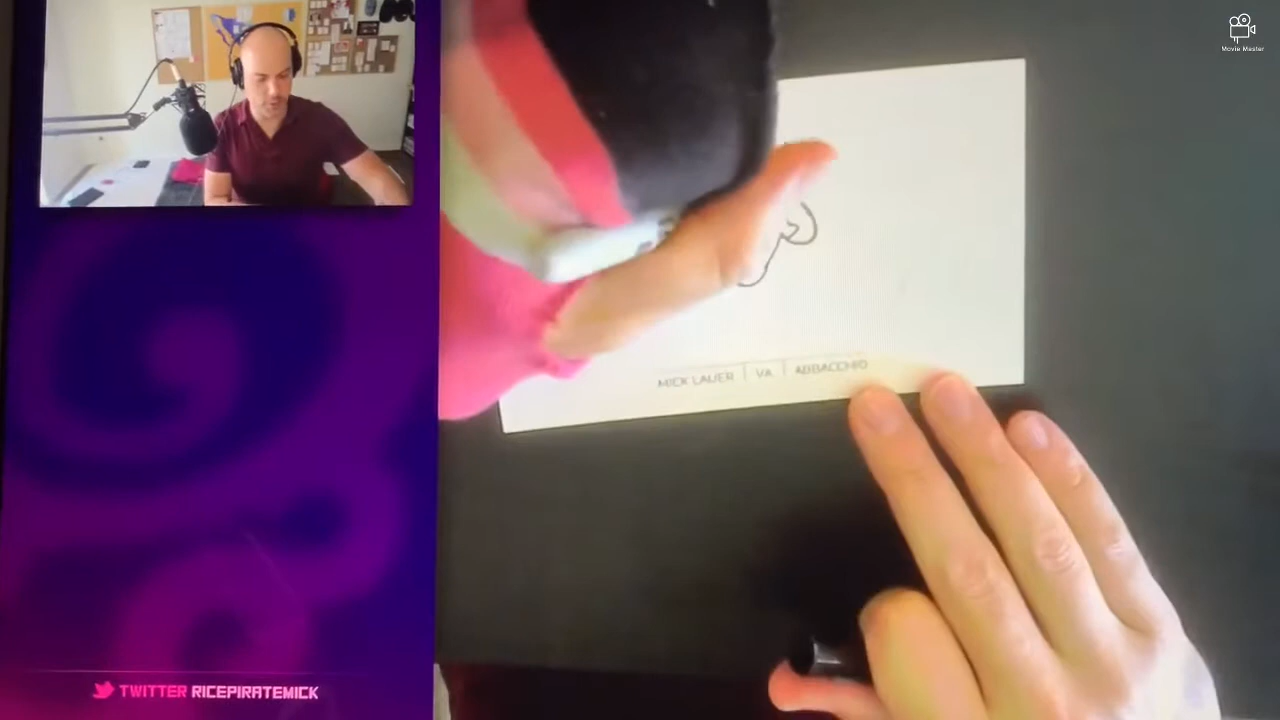 Movie Master
MICK LAUER | VA | ABBACCHIO
TWITTER RICEPIRATEMICK